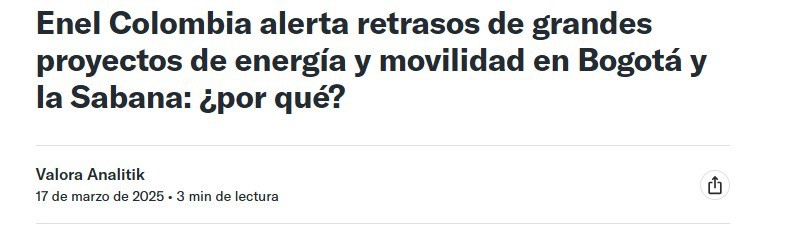 Enel Colombia alerta retrasos de grandes
proyectos de energía y movilidad en Bogotá y
la Sabana: ¿por qué?
Valora Analitik
17 de marzo de 2025 • 3 min de lectura